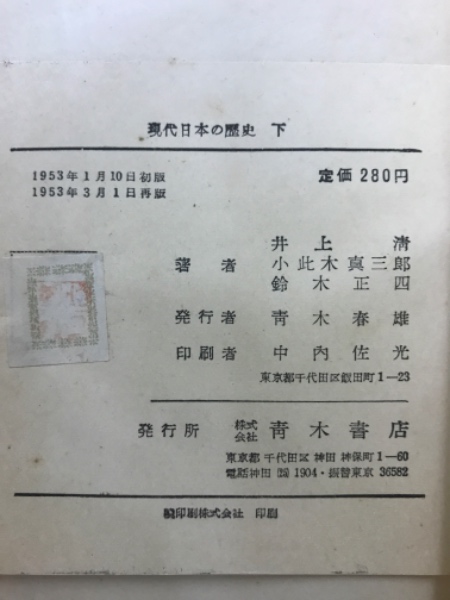 現代日本の歴史 下
1953年1月10日初版
1953年3月1日再版
定価 280円
著者
井上 清
小此木真三郎
鈴木正四
発行者 青木春雄
印刷者 中内佐光
東京都千代田区飯田町1—23
発行所 株式会社 青木書店
東京都千代田区神田神保町1—60
電話神田 1904・振替東京 36582
印刷株式会社 印刷